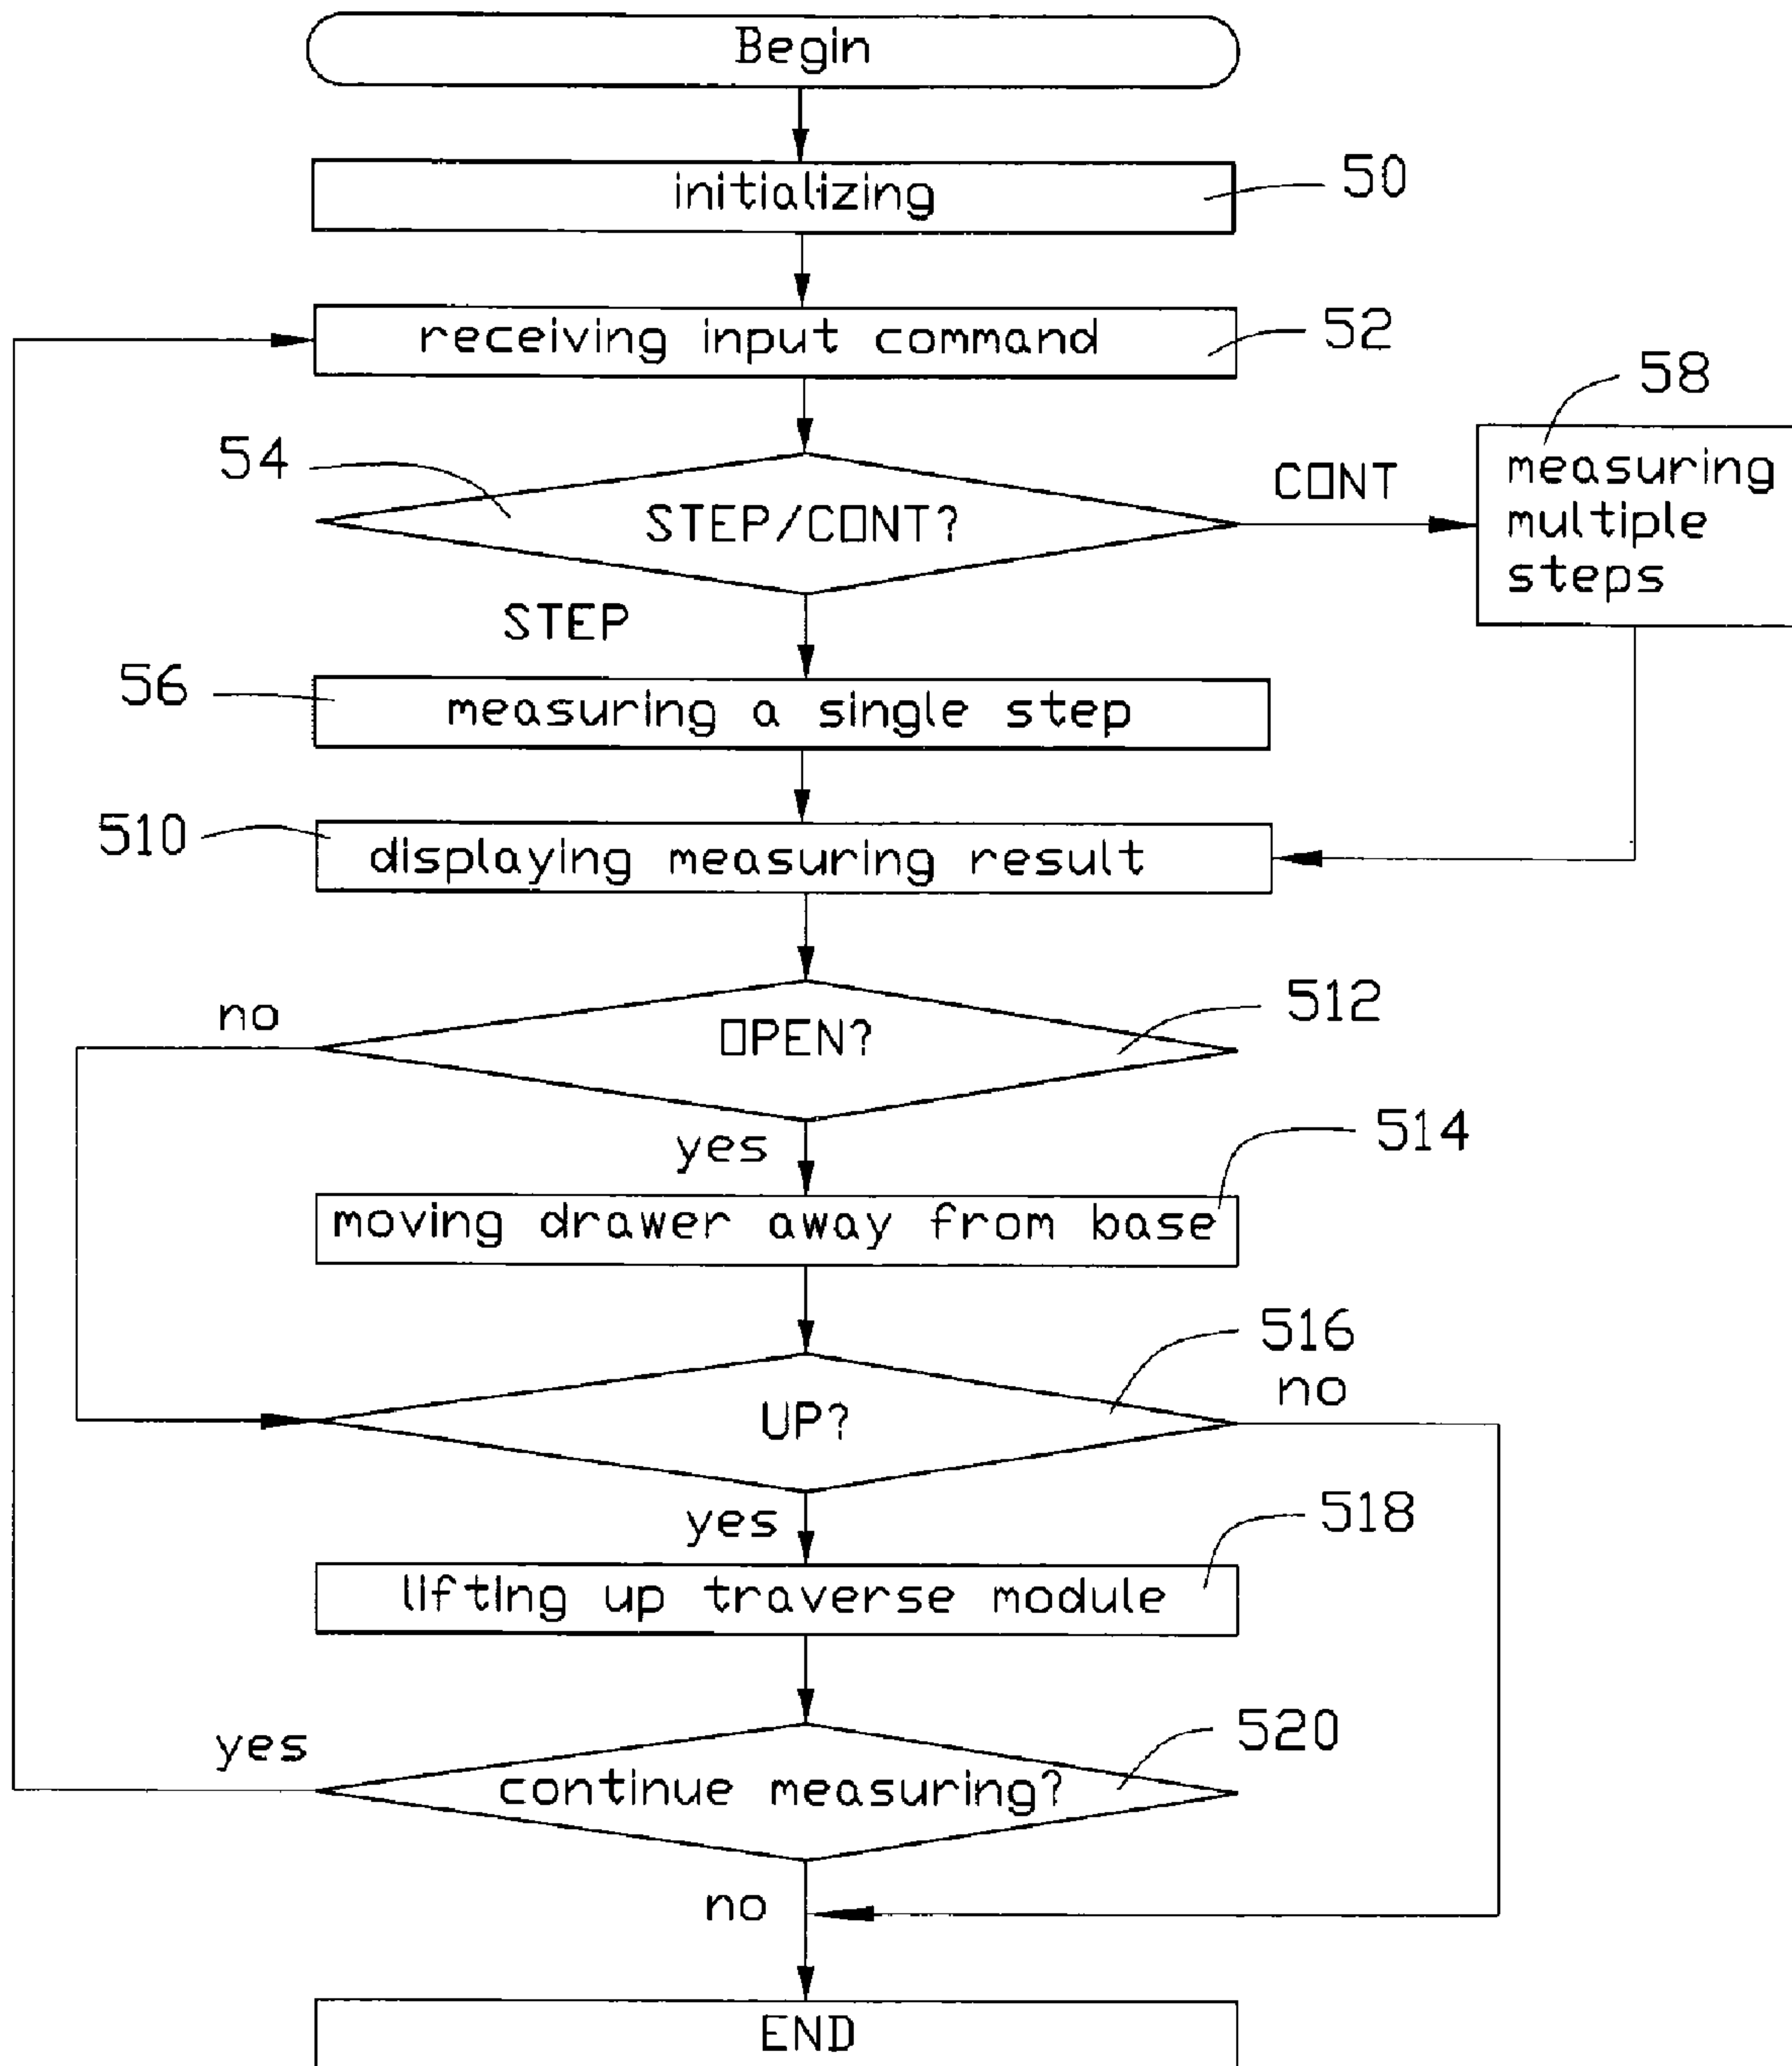 Begin
initializing
50
receiving input command
52
58
54
STEP/CONT?
CONT
measuring
multiple
steps
STEP
56
measuring a single step
510
displaying measuring result
no
OPEN?
512
yes
514
moving drawer away from base
516
UP?
no
yes
518
lifting up traverse module
yes
520
continue measuring?
no
END